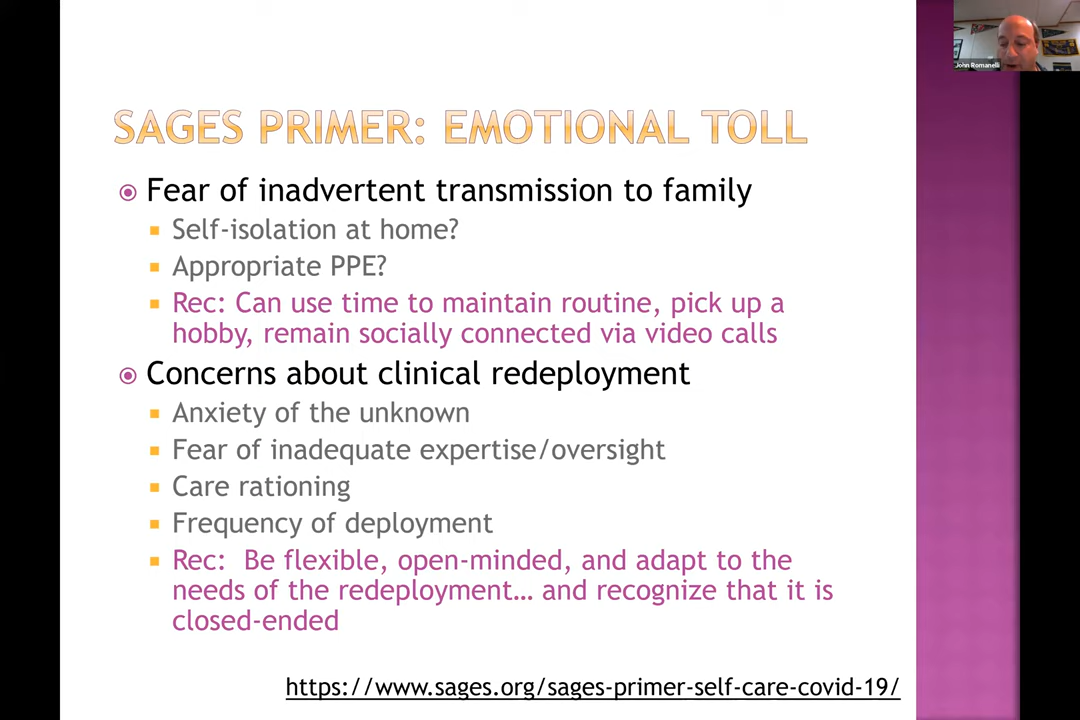 John Romanelli
SAGES PRIMER: EMOTIONAL TOLL
Fear of inadvertent transmission to family
Self-isolation at home?
Appropriate PPE?
Rec: Can use time to maintain routine, pick up a
hobby, remain socially connected via video calls
Concerns about clinical redeployment
Anxiety of the unknown
Fear of inadequate expertise/oversight
Care rationing
Frequency of deployment
Rec: Be flexible, open-minded, and adapt to the
needs of the redeployment… and recognize that it is
closed-ended
https://www.sages.org/sages-primer-self-care-covid-19/